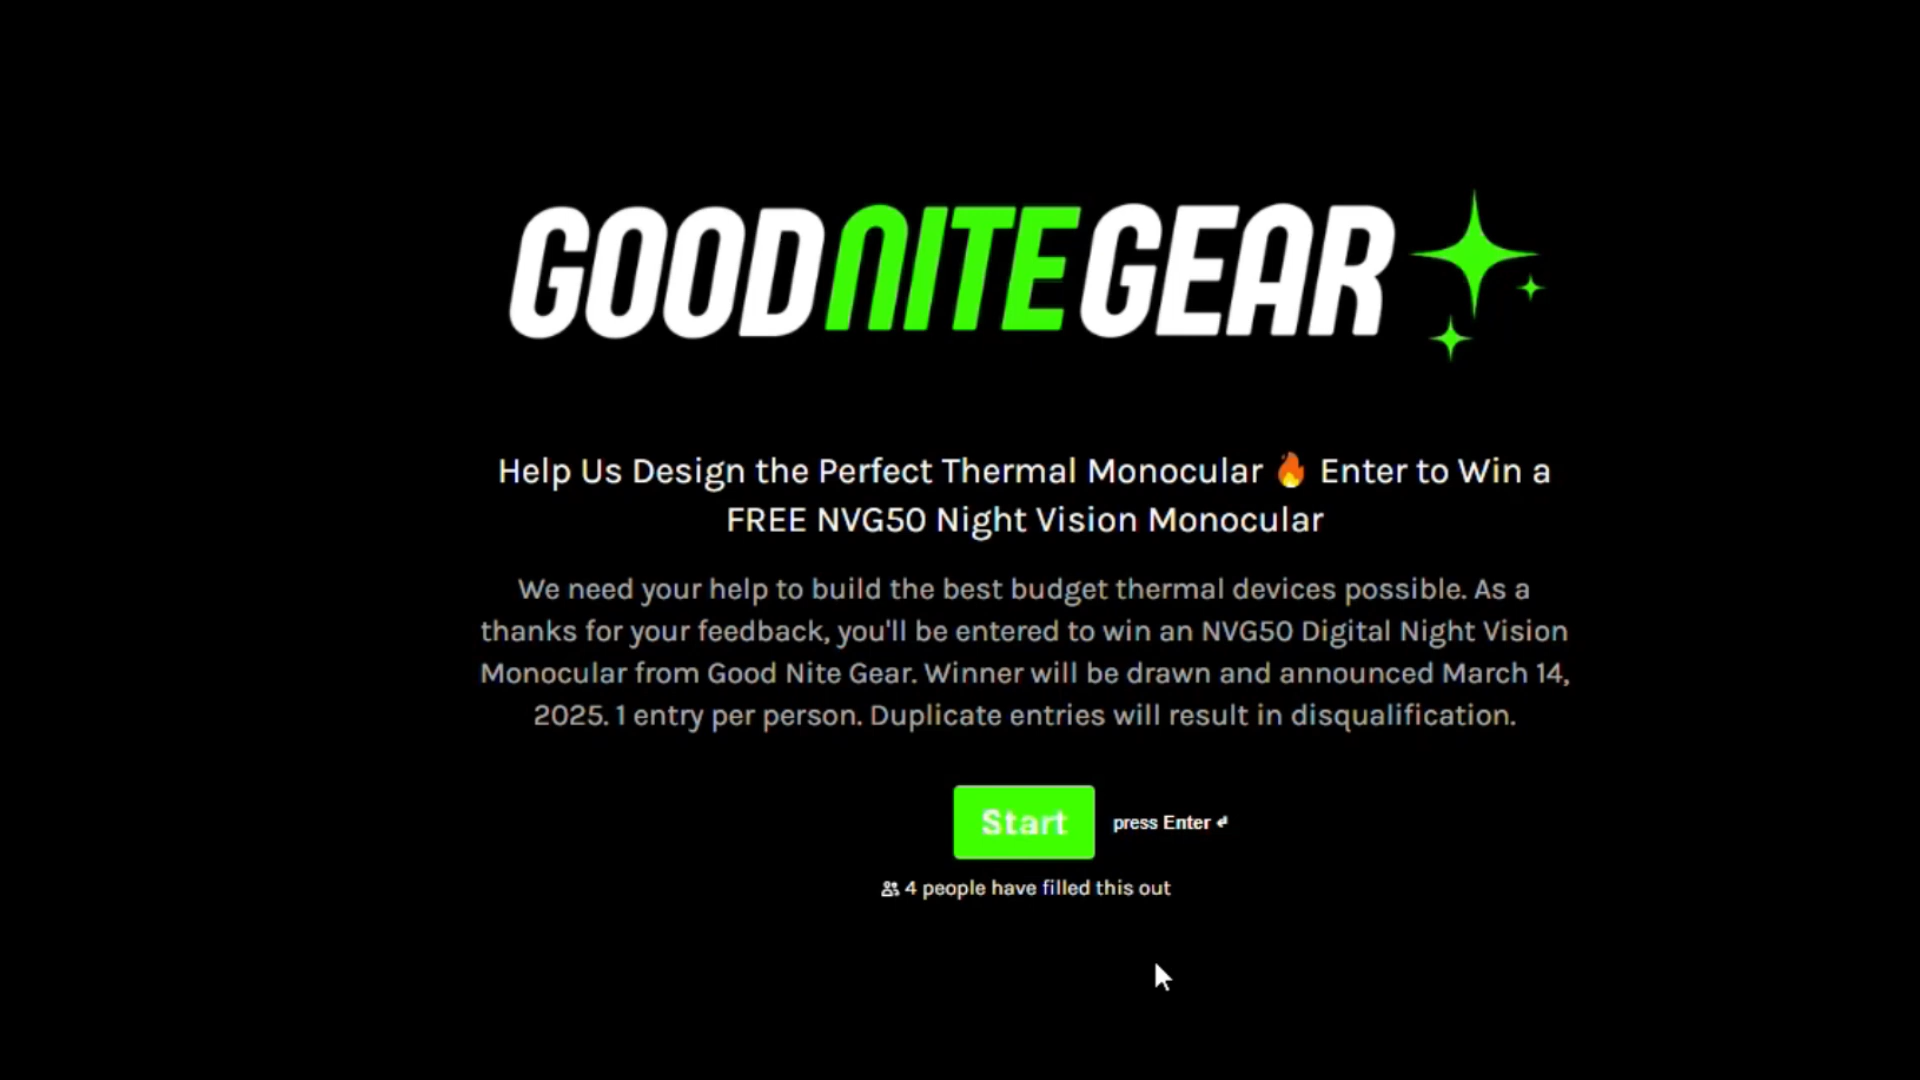 GOODNITEGEAR
Help Us Design the Perfect Thermal Monocular 🔥 Enter to Win a
FREE NVG50 Night Vision Monocular
We need your help to build the best budget thermal devices possible. As a
thanks for your feedback, you'll be entered to win an NVG50 Digital Night Vision
Monocular from Good Nite Gear. Winner will be drawn and announced March 14,
2025. 1 entry per person. Duplicate entries will result in disqualification.
Start press Enter ↵
4 people have filled this out